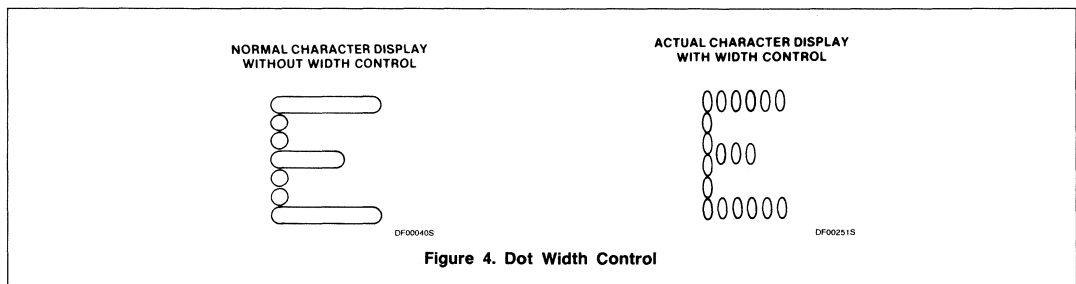 NORMAL CHARACTER DISPLAY
WITHOUT WIDTH CONTROL
ACTUAL CHARACTER DISPLAY
WITH WIDTH CONTROL
DF00040S
DF00251S
Figure 4. Dot Width Control